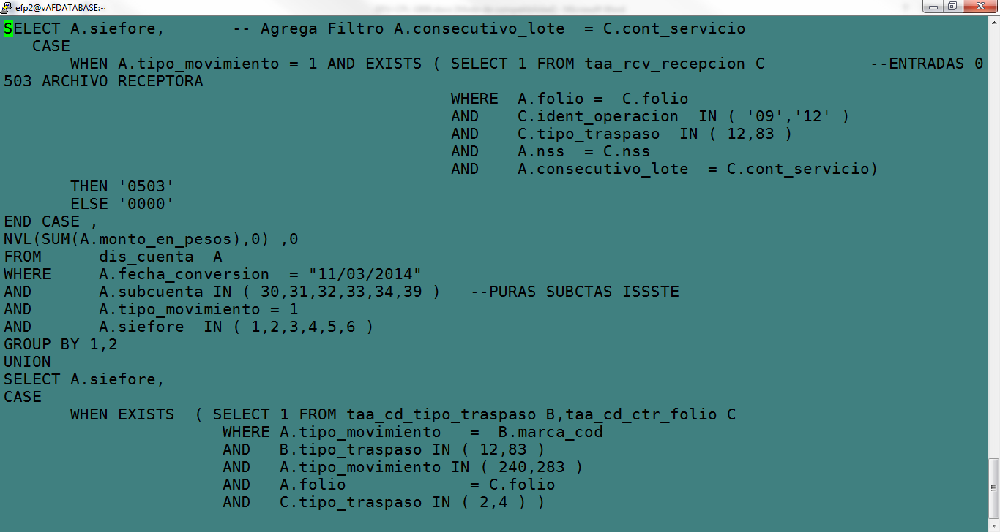 efp2@vAFDATABASE:~
SELECT A.siefore,       -- Agrega Filtro A.consecutivo_lote  = C.cont_servicio
   CASE
       WHEN A.tipo_movimiento = 1 AND EXISTS ( SELECT 1 FROM taa_rcv_recepcion C           --ENTRADAS 0
503 ARCHIVO RECEPTORA
                                               WHERE  A.folio =  C.folio
                                               AND    C.ident_operacion  IN ( '09','12' )
                                               AND    C.tipo_traspaso  IN ( 12,83 )
                                               AND    A.nss  = C.nss
                                               AND    A.consecutivo_lote  = C.cont_servicio)
       THEN '0503'
       ELSE '0000'
END CASE ,
NVL(SUM(A.monto_en_pesos),0) ,0
FROM      dis_cuenta  A
WHERE     A.fecha_conversion  = "11/03/2014"
AND       A.subcuenta IN ( 30,31,32,33,34,39 )   --PURAS SUBCTAS ISSSTE
AND       A.tipo_movimiento = 1
AND       A.siefore  IN ( 1,2,3,4,5,6 )
GROUP BY 1,2
UNION
SELECT A.siefore,
CASE
       WHEN EXISTS  ( SELECT 1 FROM taa_cd_tipo_traspaso B,taa_cd_ctr_folio C
                       WHERE A.tipo_movimiento   =  B.marca_cod
                       AND   B.tipo_traspaso IN ( 12,83 )
                       AND   A.tipo_movimiento IN ( 240,283 )
                       AND   A.folio             = C.folio
                       AND   C.tipo_traspaso IN ( 2,4 ) )